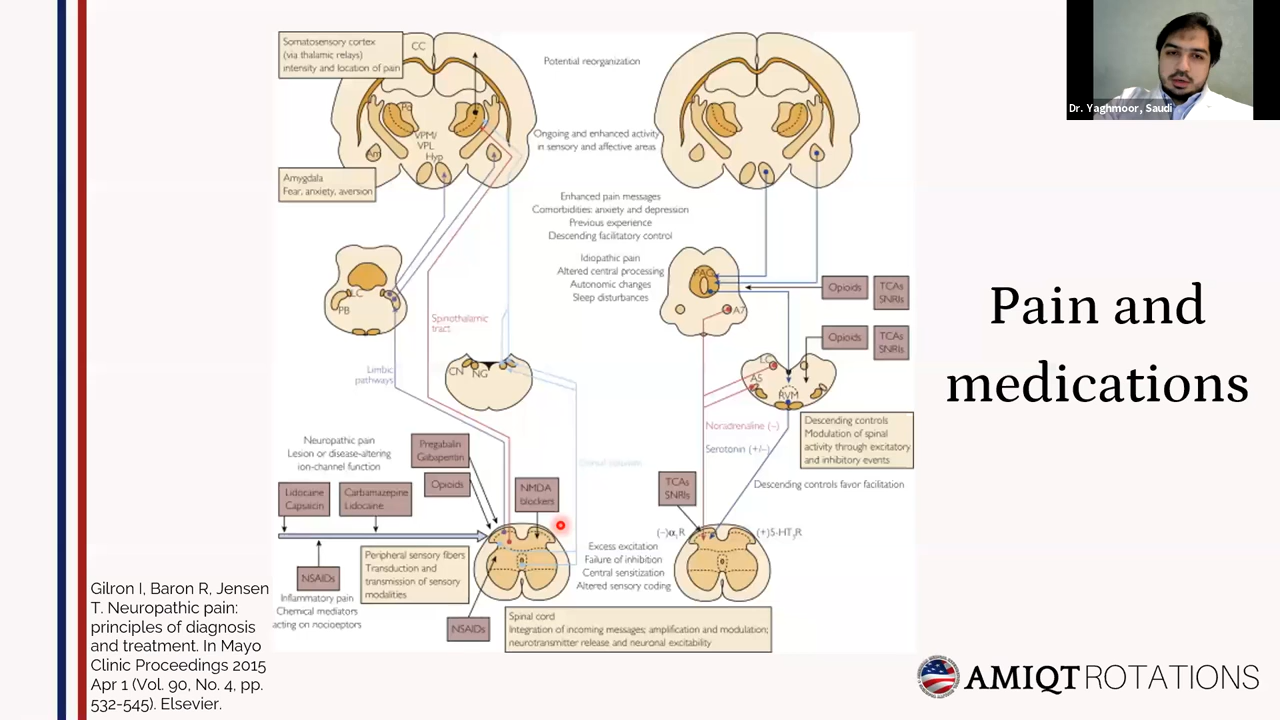 Somatosensory cortex
(via thalamic relays)
intensity and location of pain
CC
Po
VPM/
VPL
Hyp
Am
Amygdala
Fear, anxiety, aversion
LC
PB
Spinothalamic
tract
Limbic
pathways
CN
NG
Neuropathic pain
Lesion or disease-altering
ion-channel function
Pregabalin
Gabapentin
Opioids
Lidocaine
Capsaicin
Carbamazepine
Lidocaine
NMDA
blockers
NSAIDs
Inflammatory pain
Chemical mediators
acting on nocioeptors
Peripheral sensory fibers
Transduction and
transmission of sensory
modalities
NSAIDs
Potential reorganization
Ongoing and enhanced activity
in sensory and affective areas
Enhanced pain messages
Comorbidities: anxiety and depression
Previous experience
Descending facilitatory control
Idiopathic pain
Altered central processing
Autonomic changes
Sleep disturbances
Excess excitation
Failure of inhibition
Central sensitization
Altered sensory coding
Spinal cord
Integration of incoming messages; amplification and modulation;
neurotransmitter release and neuronal excitability
PAG
A7
Opioids
TCAs
SNRIs
Opioids
TCAs
SNRIs
LC
A5
RVM
Noradrenaline (–)
Serotonin (+/–)
Descending controls
Modulation of spinal
activity through excitatory
and inhibitory events
Descending controls favor facilitation
TCAs
SNRIs
(+)5-HT3R
Dr. Yaghmoor, Saudi
Pain and
medications
Gilron I, Baron R, Jensen
T. Neuropathic pain:
principles of diagnosis
and treatment. In Mayo
Clinic Proceedings 2015
Apr 1 (Vol. 90, No. 4, pp.
532-545). Elsevier.
AMIQT ROTATIONS